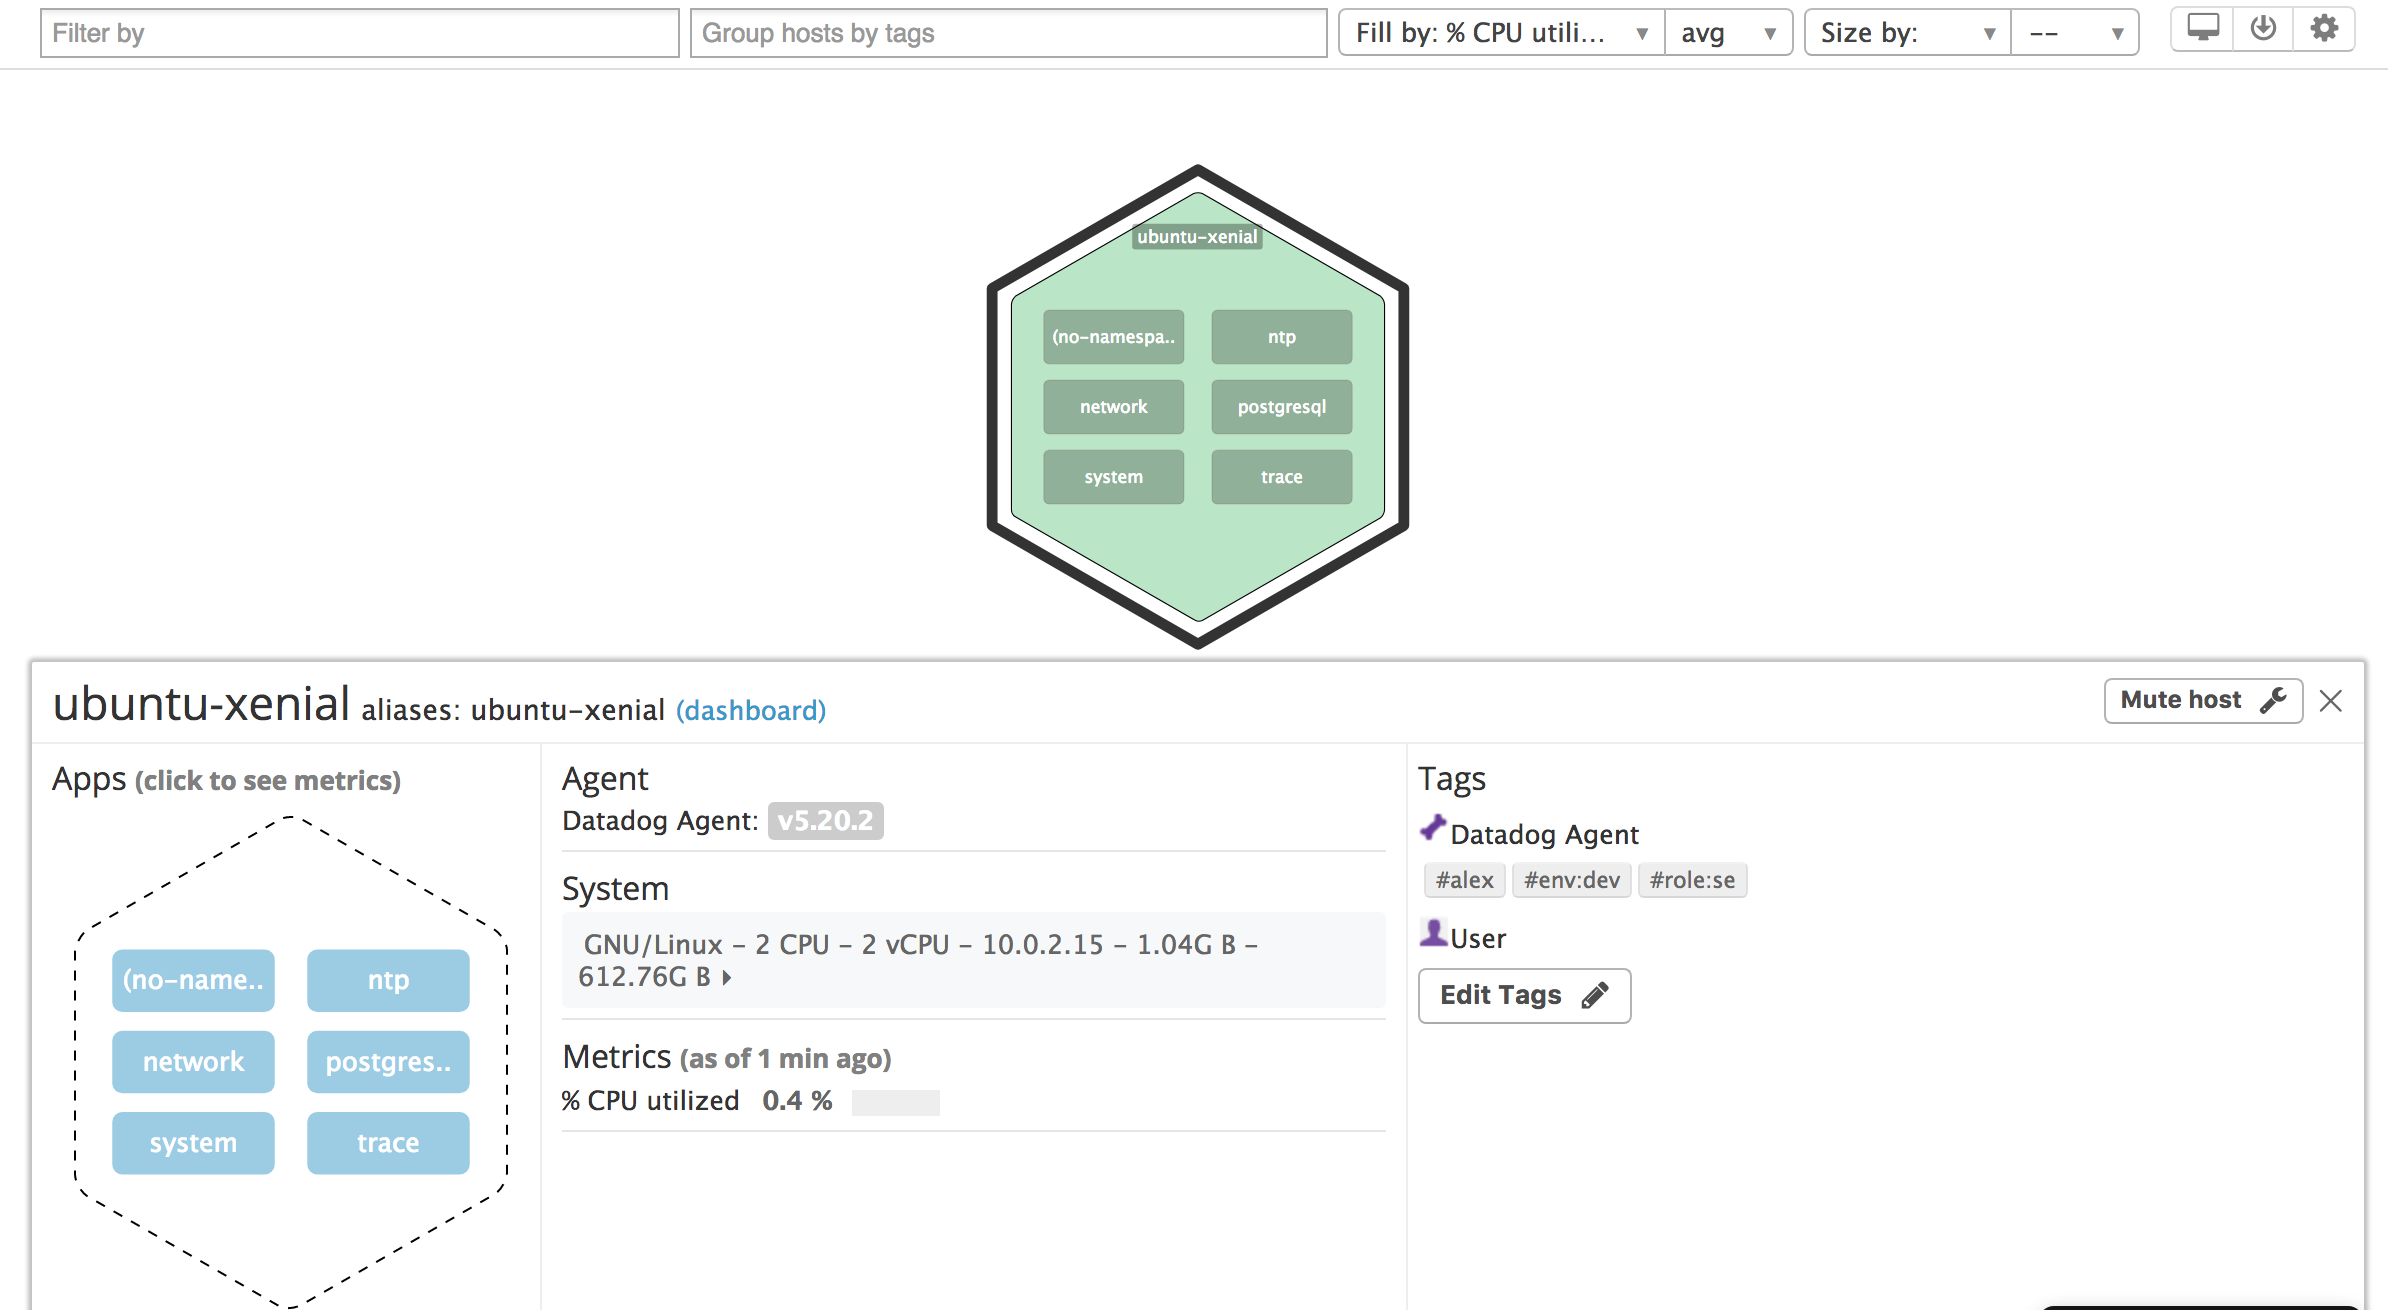 Filter by
Group hosts by tags
Fill by: % CPU utili... avg
Size by: --
ubuntu-xenial
(no-namespa.. ntp
network postgresql
system trace
ubuntu-xenial aliases: ubuntu-xenial (dashboard)
Mute host
Apps (click to see metrics)
(no-name.. ntp
network postgres..
system trace
Agent
Datadog Agent: v5.20.2
System
GNU/Linux - 2 CPU - 2 vCPU - 10.0.2.15 - 1.04G B -
612.76G B
Metrics (as of 1 min ago)
% CPU utilized 0.4 %
Tags
Datadog Agent
#alex #env:dev #role:se
User
Edit Tags